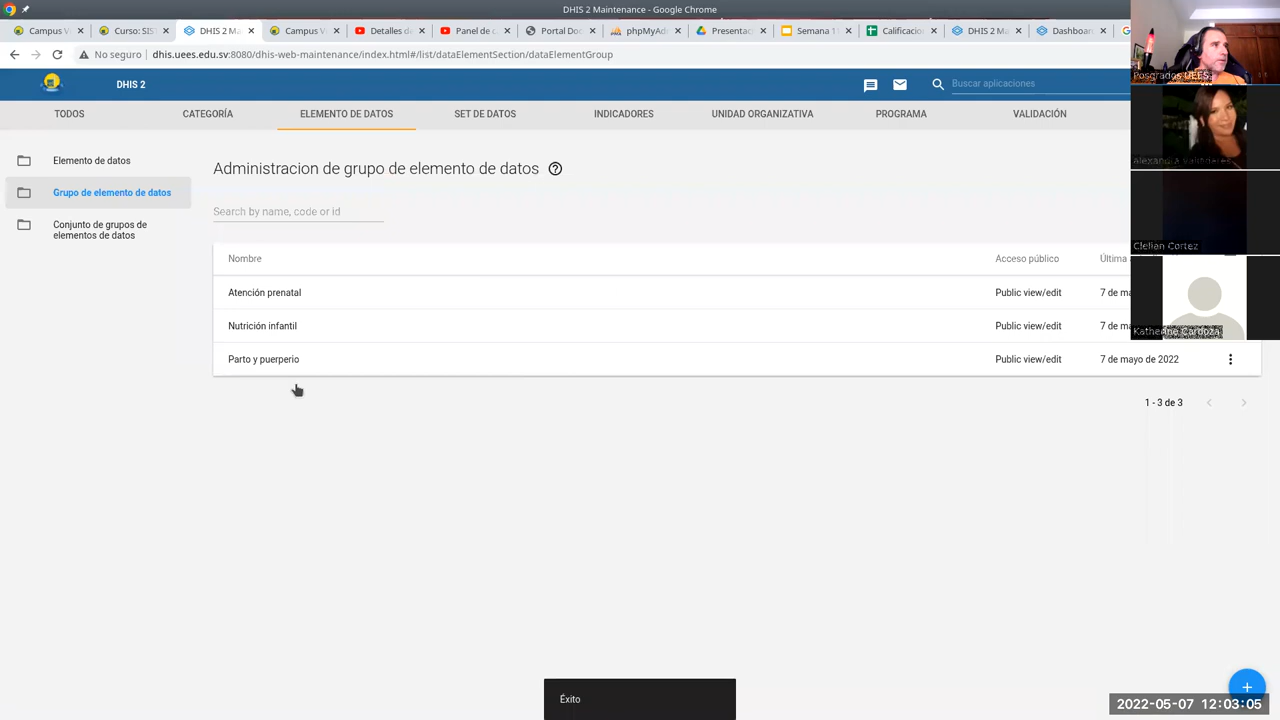 DHIS 2 Maintenance - Google Chrome
Campus V
Curso: SIS
DHIS 2 Ma
Campus V
Detalles de
Panel de c
Portal Doc
phpMyAd
Presentac
Semana 1
Calificacio
DHIS 2 M
Dashboar
No seguro
dhis.uees.edu.sv:8080/dhis-web-maintenance/index.html#/list/dataElementSection/dataElementGroup
DHIS 2
Buscar aplicaciones
TODOS
CATEGORÍA
ELEMENTO DE DATOS
SET DE DATOS
INDICADORES
UNIDAD ORGANIZATIVA
PROGRAMA
VALIDACIÓN
Elemento de datos
Grupo de elemento de datos
Conjunto de grupos de
elementos de datos
Administracion de grupo de elemento de datos
Search by name, code or id
Nombre
Acceso público
Última
Atención prenatal
Public view/edit
7 de m
Nutrición infantil
Public view/edit
7 de m
Parto y puerperio
Public view/edit
7 de mayo de 2022
1 - 3 de 3
Éxito
Posgrados UEES
Clelian Cortez
Katherine Cardoza
2022-05-07 12:03:05